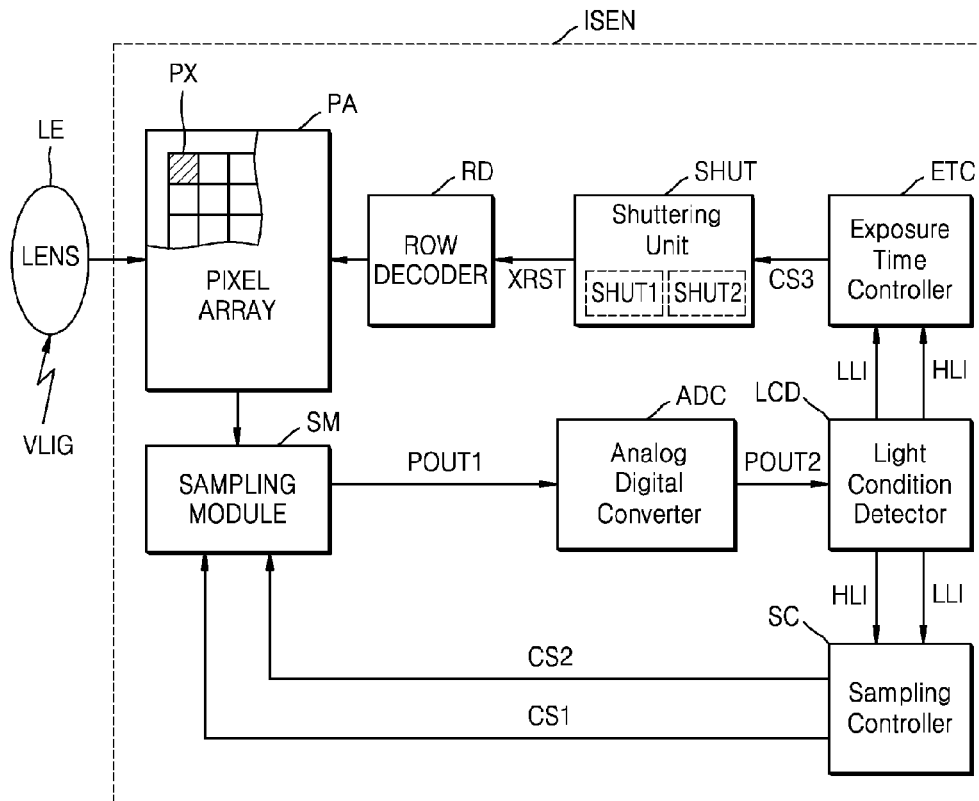 ISEN
PX
PA
LE
RD
SHUT
ETC
LENS
PIXEL
ARRAY
ROW
DECODER
XRST
Shuttering
Unit
SHUT1
SHUT2
CS3
Exposure
Time
Controller
VLIG
LLI
HLI
SM
ADC
LCD
SAMPLING
MODULE
POUT1
Analog
Digital
Converter
POUT2
Light
Condition
Detector
HLI
LLI
SC
CS2
CS1
Sampling
Controller